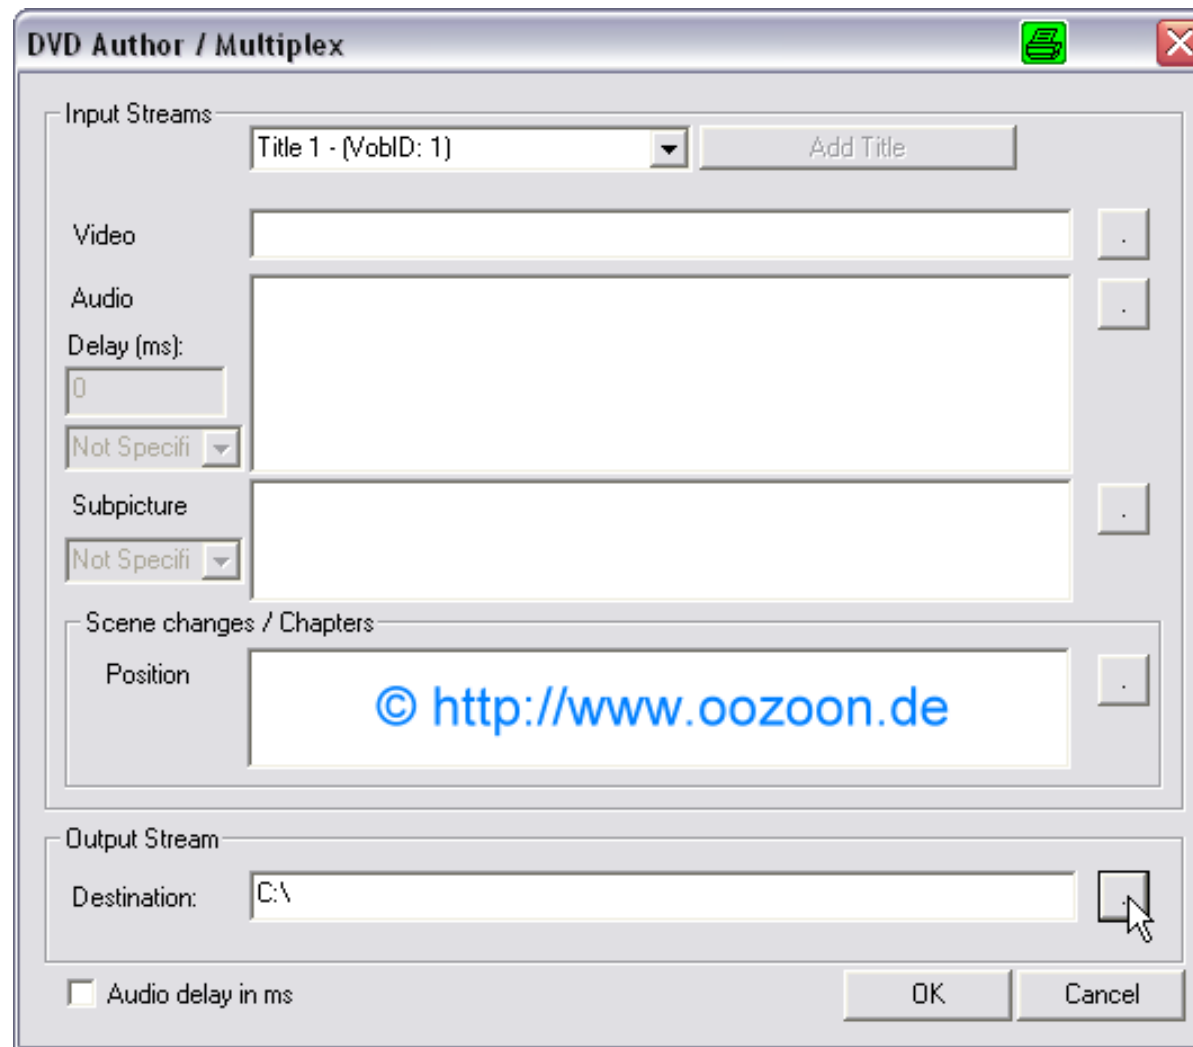 DVD Author / Multiplex
Input Streams
Title 1 - (VobID: 1)
Add Title
Video
.
Audio
.
Delay (ms):
0
Not Specifi
Subpicture
.
Not Specifi
Scene changes / Chapters
Position
© http://www.oozoon.de
.
Output Stream
Destination:
C:\
.
Audio delay in ms
OK
Cancel